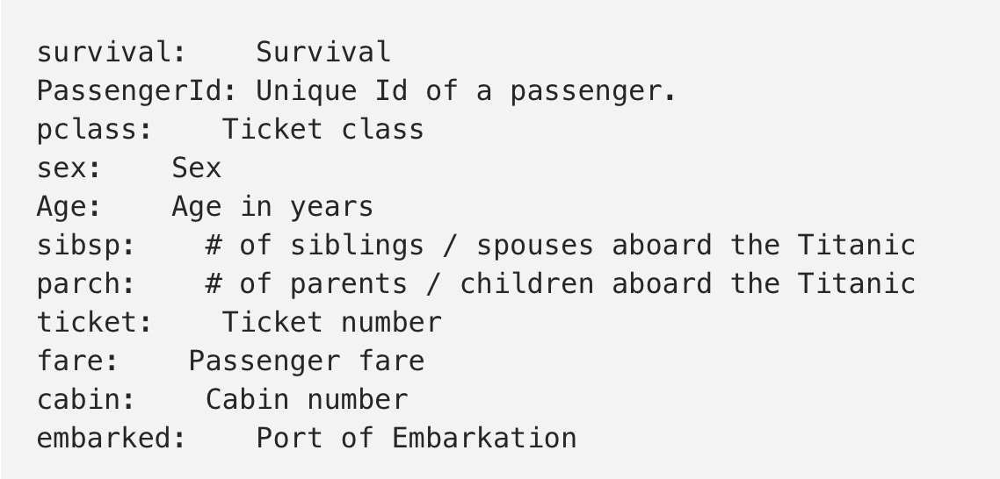 survival:    Survival
PassengerId: Unique Id of a passenger.
pclass:    Ticket class
sex:    Sex
Age:    Age in years
sibsp:    # of siblings / spouses aboard the Titanic
parch:    # of parents / children aboard the Titanic
ticket:    Ticket number
fare:    Passenger fare
cabin:    Cabin number
embarked:    Port of Embarkation